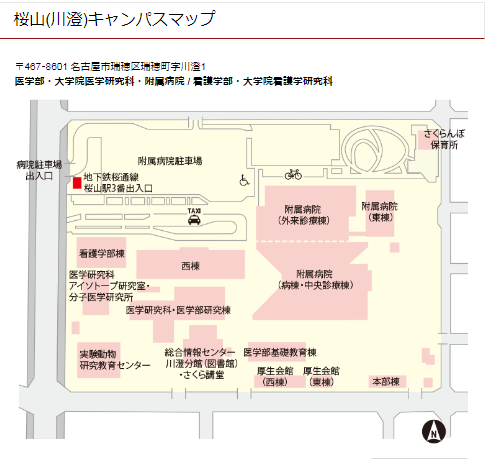 桜山(川澄)キャンパスマップ
〒467-8601 名古屋市瑞穂区瑞穂町字川澄1
医学部・大学院医学研究科・附属病院 / 看護学部・大学院看護学研究科
さくらんぼ
保育所
附属病院駐車場
病院駐車場
出入口
地下鉄桜通線
桜山駅3番出入口
TAXI
附属病院
(外来診療棟)
附属病院
(東棟)
看護学部棟
西棟
附属病院
(病棟・中央診療棟)
医学研究科
アイソトープ研究室・
分子医学研究所
医学研究科・医学部研究棟
実験動物
研究教育センター
総合情報センター
川澄分館(図書館)
・さくら講堂
医学部基礎教育棟
厚生会館
(西棟)
厚生会館
(東棟)
本部棟
N